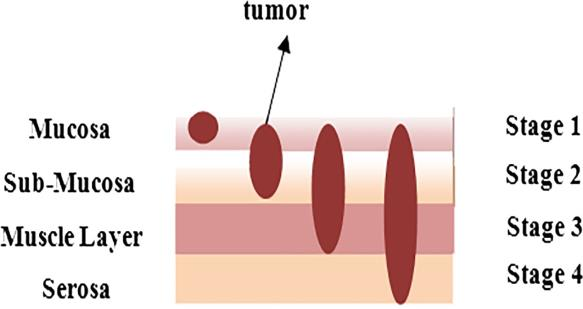 tumor
Mucosa
Stage 1
Sub-Mucosa
Stage 2
Muscle Layer
Stage 3
Serosa
Stage 4